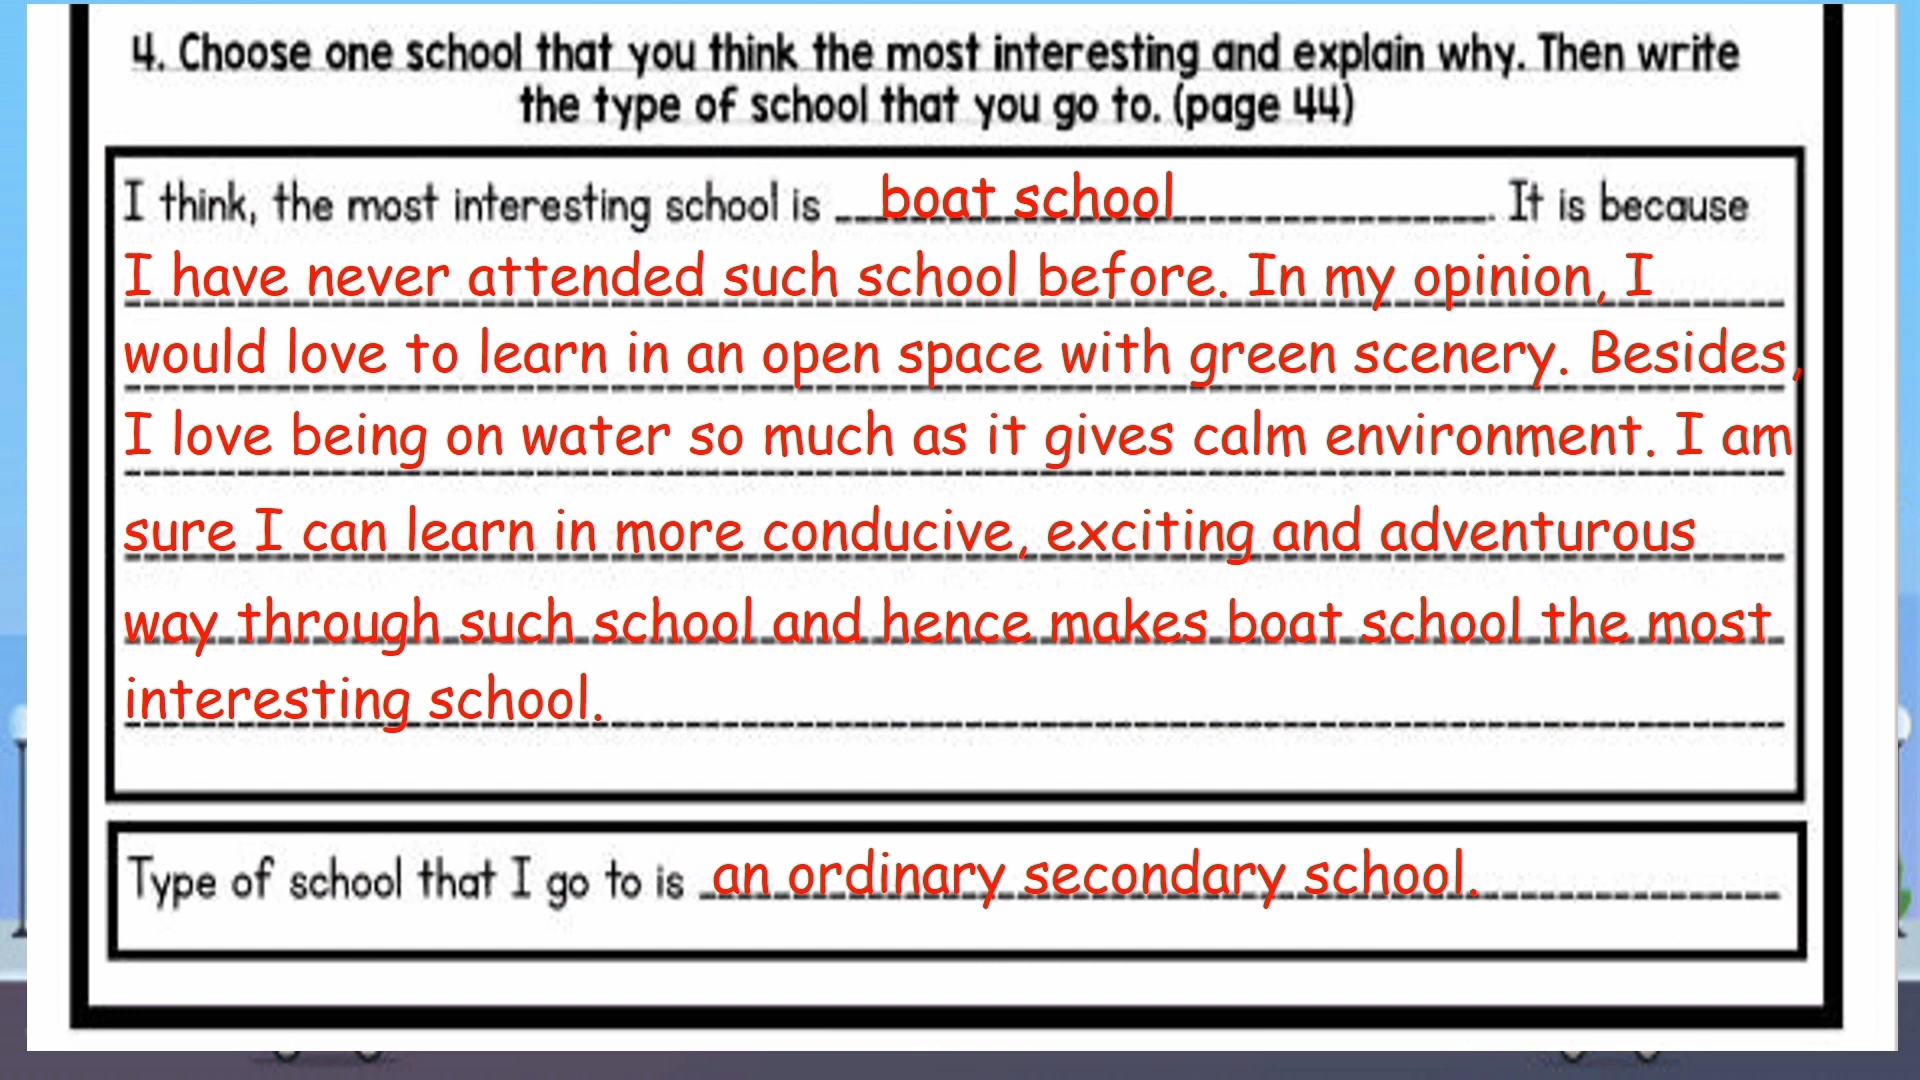 4. Choose one school that you think the most interesting and explain why. Then write
the type of school that you go to. (page 44)
I think, the most interesting school is boat school. It is because
I have never attended such school before. In my opinion, I
would love to learn in an open space with green scenery. Besides,
I love being on water so much as it gives calm environment. I am
sure I can learn in more conducive, exciting and adventurous
way through such school and hence makes boat school the most
interesting school.
Type of school that I go to is an ordinary secondary school.